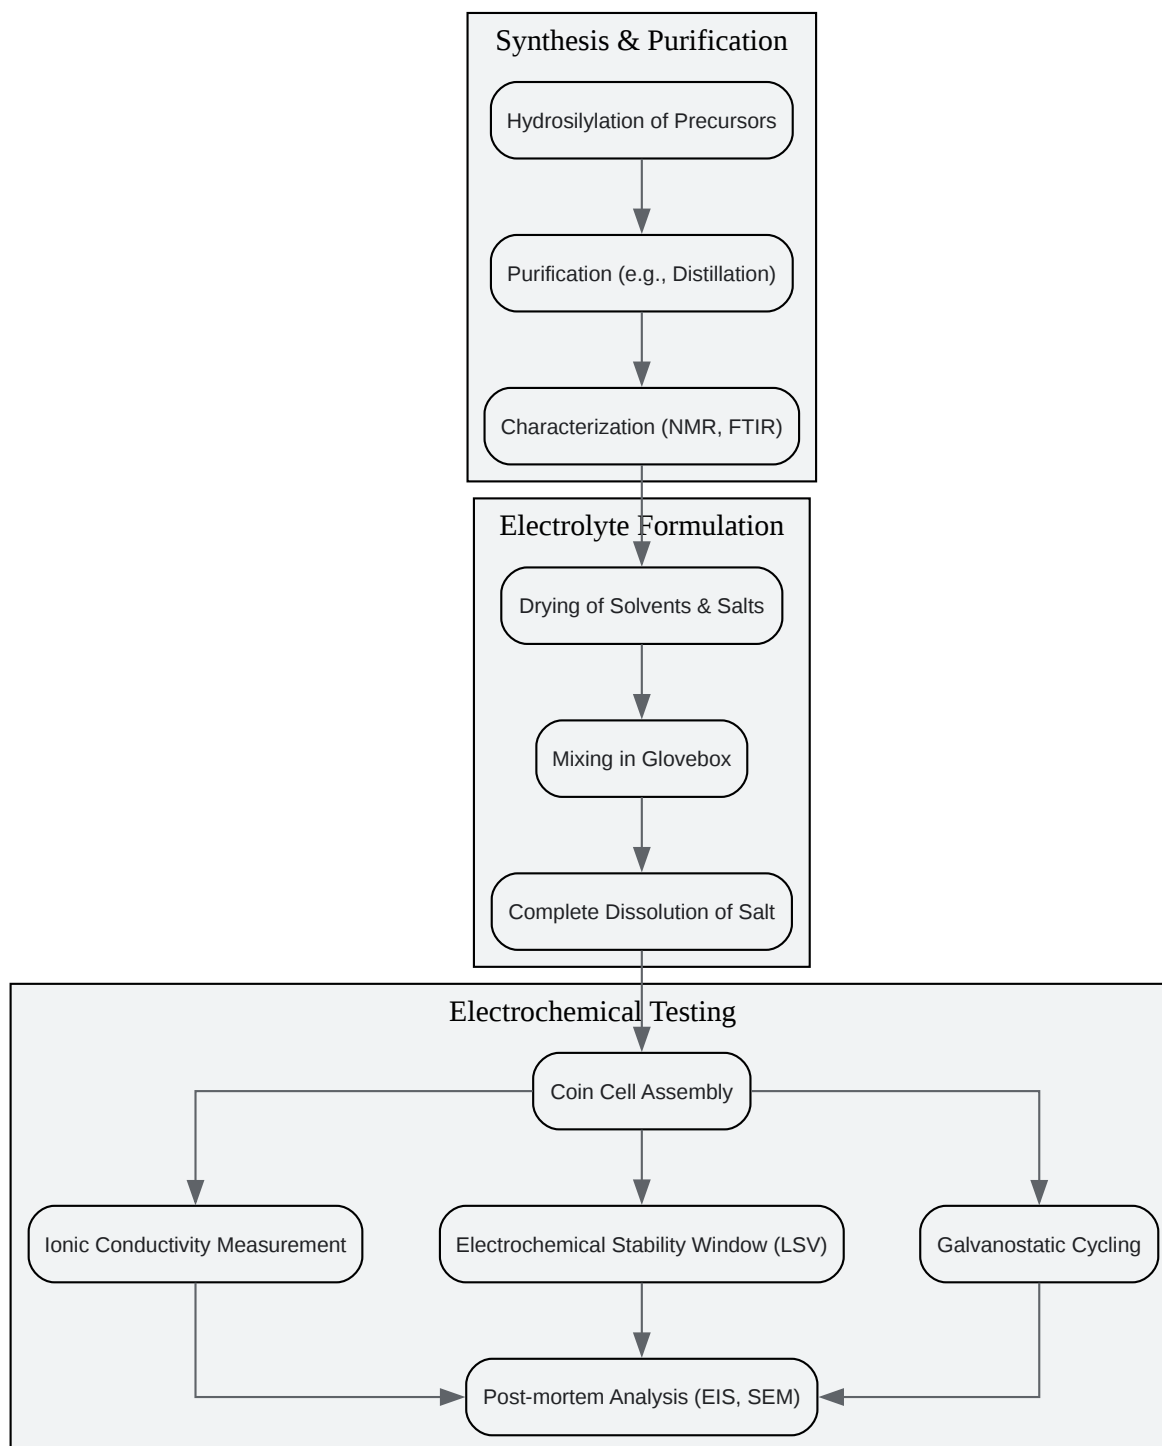 Synthesis & Purification
Hydrosilylation of Precursors
Purification (e.g., Distillation)
Characterization (NMR, FTIR)
Electrolyte Formulation
Drying of Solvents & Salts
Mixing in Glovebox
Complete Dissolution of Salt
Electrochemical Testing
Coin Cell Assembly
Ionic Conductivity Measurement
Electrochemical Stability Window (LSV)
Galvanostatic Cycling
Post-mortem Analysis (EIS, SEM)